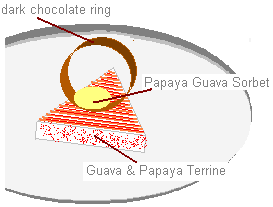 dark chocolate ring
Papaya Guava Sorbet
Guava & Papaya Terrine